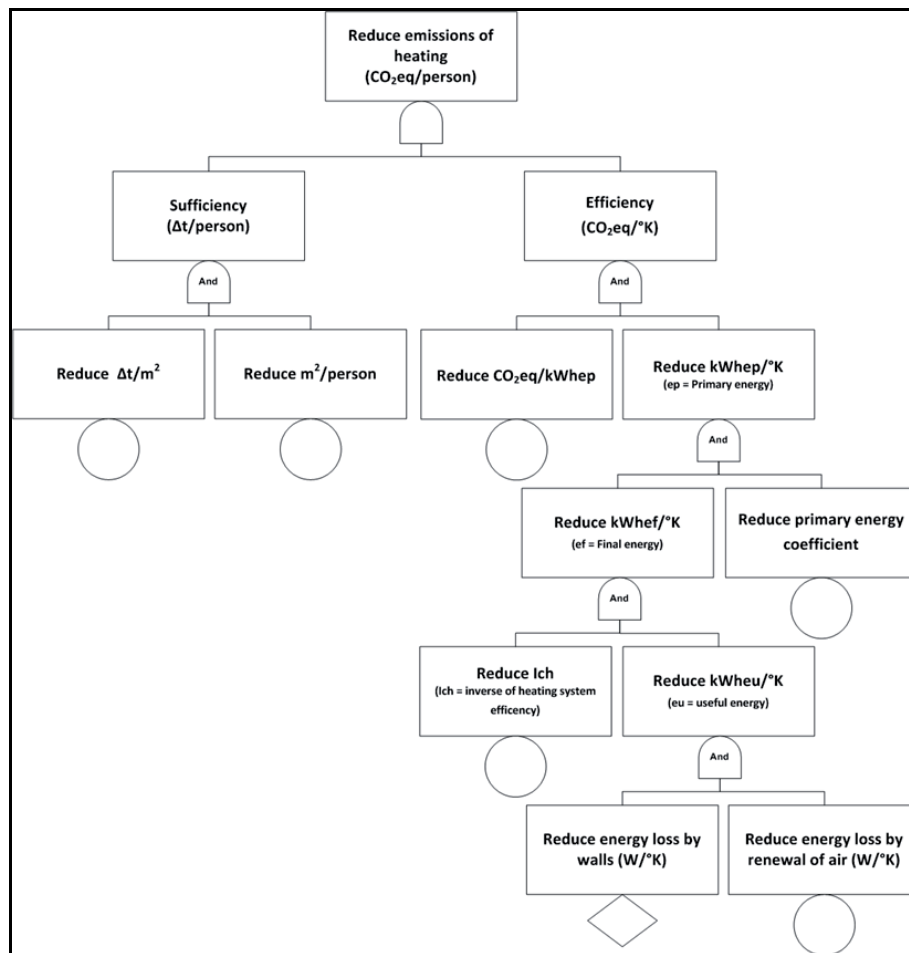 Reduce emissions of
heating
(CO₂eq/person)
Sufficiency
(Δt/person)
Efficiency
(CO₂eq/°K)
And
And
Reduce Δt/m²
Reduce m²/person
Reduce CO₂eq/kWhep
Reduce kWhep/°K
(ep = Primary energy)
And
Reduce kWhef/°K
(ef = Final energy)
Reduce primary energy
coefficient
And
Reduce Ich
(Ich = inverse of heating system
efficency)
Reduce kWheu/°K
(eu = useful energy)
And
Reduce energy loss by
walls (W/°K)
Reduce energy loss by
renewal of air (W/°K)